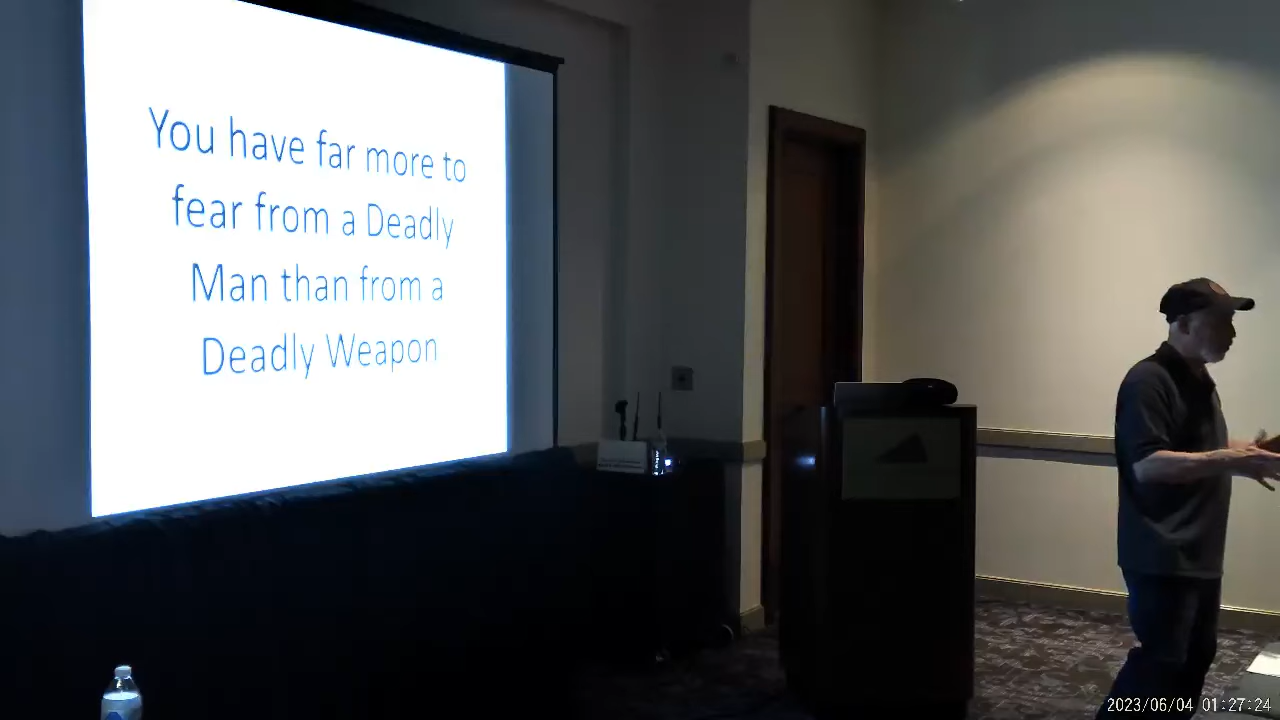 You have far more to
fear from a Deadly
Man than from a
Deadly Weapon
2023/06/04 01:27:24